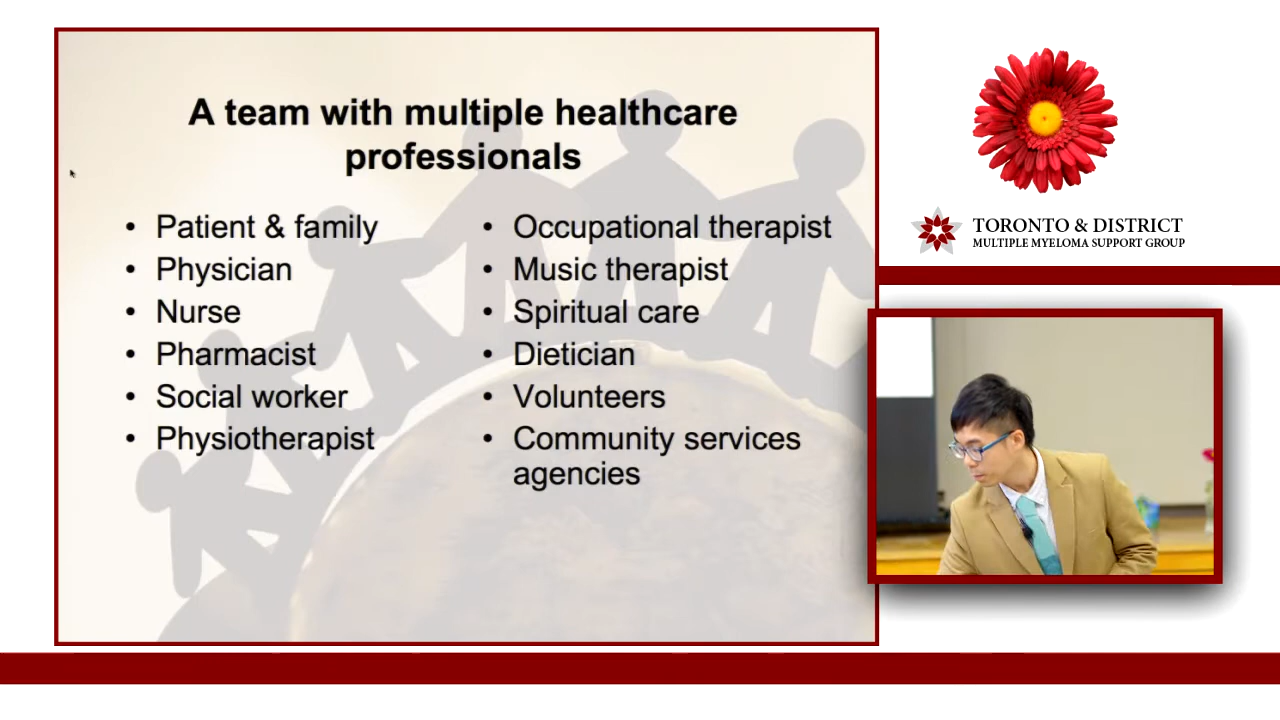 A team with multiple healthcare
professionals
• Patient & family
• Physician
• Nurse
• Pharmacist
• Social worker
• Physiotherapist
• Occupational therapist
• Music therapist
• Spiritual care
• Dietician
• Volunteers
• Community services
agencies
TORONTO & DISTRICT
MULTIPLE MYELOMA SUPPORT GROUP